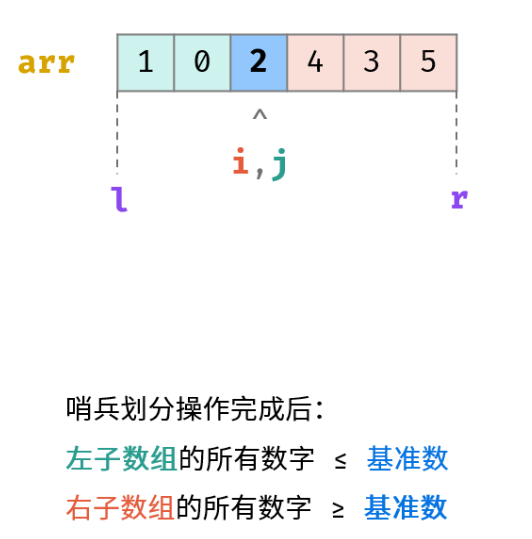 arr 1 0 2 4 3 5
^
i,j
l r
哨兵划分操作完成后：
左子数组的所有数字 ≤ 基准数
右子数组的所有数字 ≥ 基准数